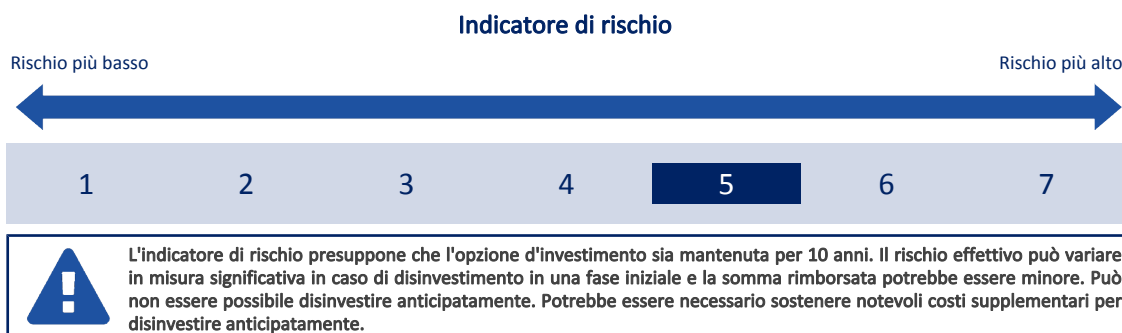 Indicatore di rischio
Rischio più basso
Rischio più alto
1 2 3 4 5 6 7
L'indicatore di rischio presuppone che l'opzione d'investimento sia mantenuta per 10 anni. Il rischio effettivo può variare
in misura significativa in caso di disinvestimento in una fase iniziale e la somma rimborsata potrebbe essere minore. Può
non essere possibile disinvestire anticipatamente. Potrebbe essere necessario sostenere notevoli costi supplementari per
disinvestire anticipatamente.